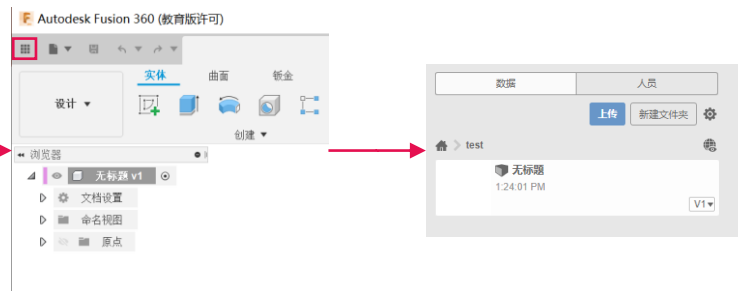 Autodesk Fusion 360 (教育版许可)
实体 曲面 钣金
设计
创建
浏览器
无标题 v1
文档设置
命名视图
原点
数据 人员
上传 新建文件夹
test
无标题
1:24:01 PM
V1